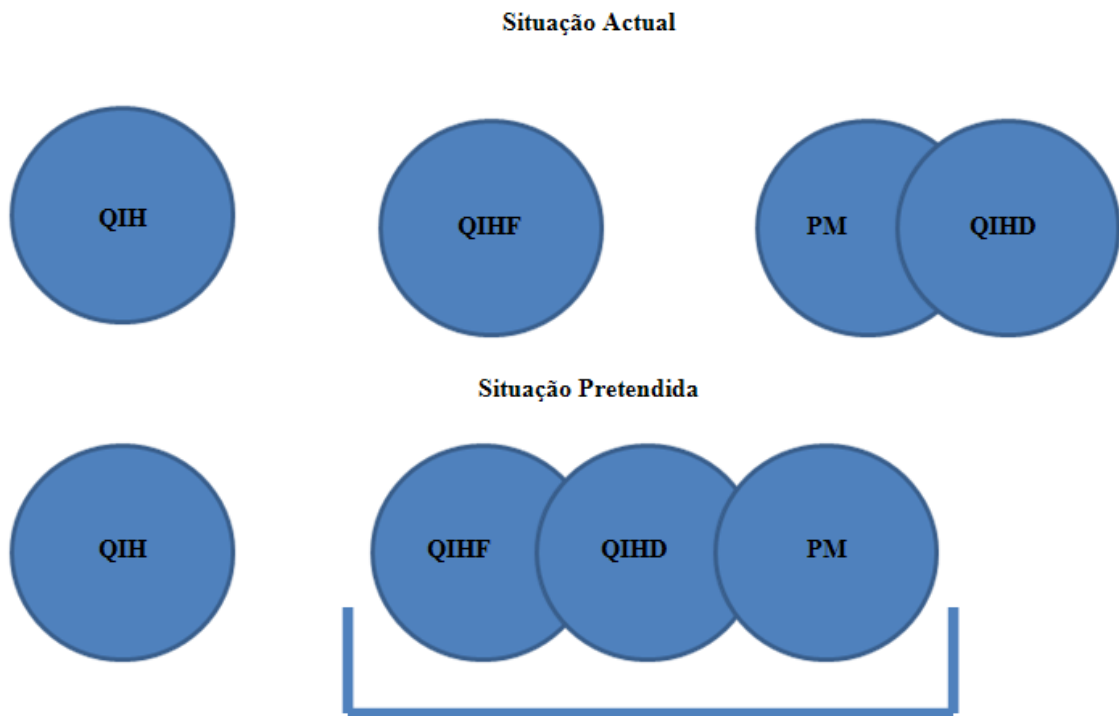 Situação Actual
QIH
QIHF
PM
QIHD
Situação Pretendida
QIH
QIHF
QIHD
PM